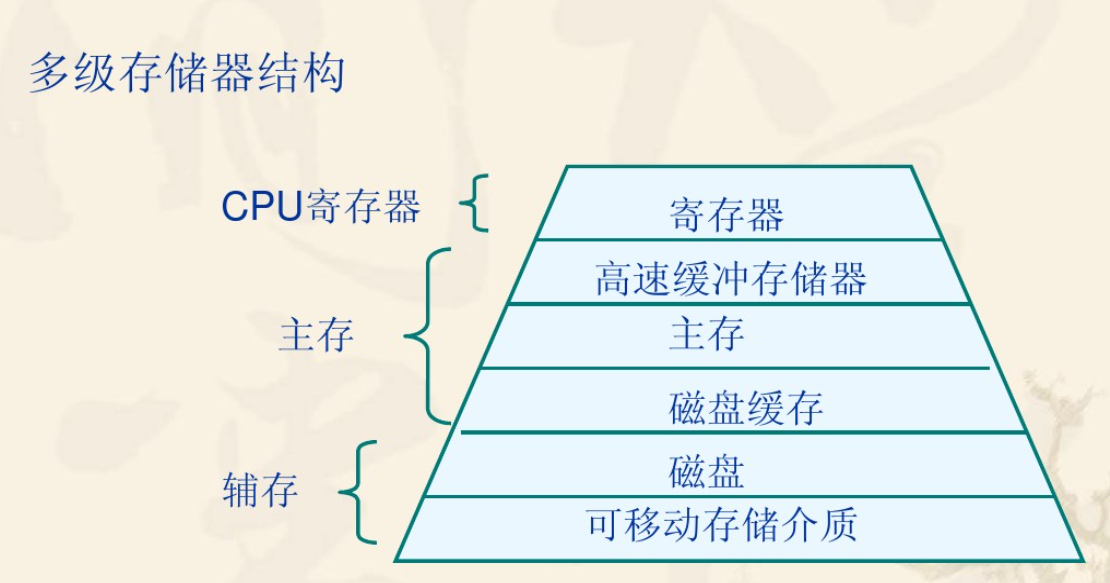 多级存储器结构
CPU寄存器
寄存器
高速缓冲存储器
主存
主存
磁盘缓存
磁盘
辅存
可移动存储介质